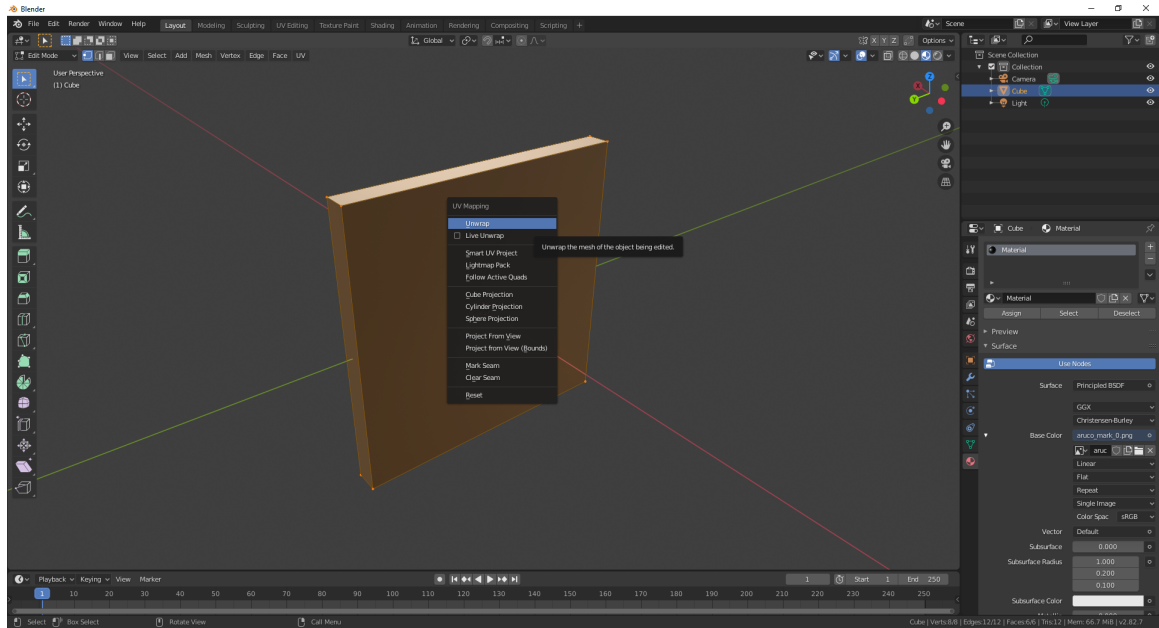 Blender
File Edit Render Window Help Layout Modeling Sculpting UV Editing Texture Paint Shading Animation Rendering Compositing Scripting + Scene View Layer
Global X Y Z Options
Edit Mode View Select Add Mesh Vertex Edge Face UV
User Perspective
(1) Cube
Z
X
Y
Scene Collection
Collection
Camera
Cube
Light
UV Mapping
Unwrap
Live Unwrap
Unwrap the mesh of the object being edited.
Smart UV Project
Lightmap Pack
Follow Active Quads
Cube Projection
Cylinder Projection
Sphere Projection
Project From View
Project from View (Bounds)
Mark Seam
Clear Seam
Reset
Cube Material
Material
Material
Assign Select Deselect
Preview
Surface
Use Nodes
Surface Principled BSDF
GGX
Christensen-Burley
Base Color aruco_mark_0.png
aruc
Linear
Flat
Repeat
Single Image
Color Spac sRGB
Vector Default
Subsurface 0.000
Subsurface Radius 1.000
0.200
0.100
Subsurface Color
Playback Keying View Marker 1 Start 1 End 250
1 10 20 30 40 50 60 70 80 90 100 110 120 130 140 150 160 170 180 190 200 210 220 230 240 250
Select Box Select Rotate View Call Menu Cube | Verts:8/8 | Edges:12/12 | Faces:6/6 | Tris:12 | Mem: 66.7 MiB | v2.82.7